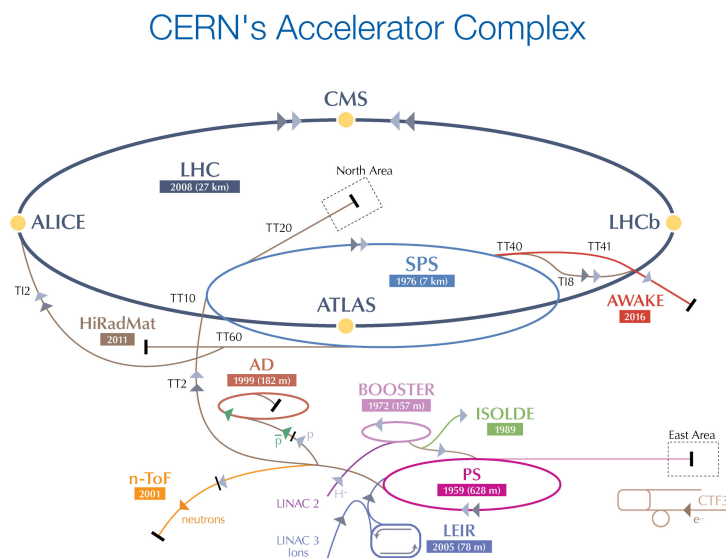 CERN's Accelerator Complex
CMS
LHC
2008 (27 km)
North Area
ALICE
LHCb
TT20
TT40
TT41
SPS
1976 (7 km)
TI8
TI2
TT10
ATLAS
AWAKE
2016
HiRadMat
2011
TT60
AD
1999 (182 m)
TT2
BOOSTER
1972 (157 m)
ISOLDE
1989
p
p̅
East Area
n-ToF
2001
PS
1959 (628 m)
LINAC 2
H+
neutrons
CTF3
e-
LINAC 3
Ions
LEIR
2005 (78 m)